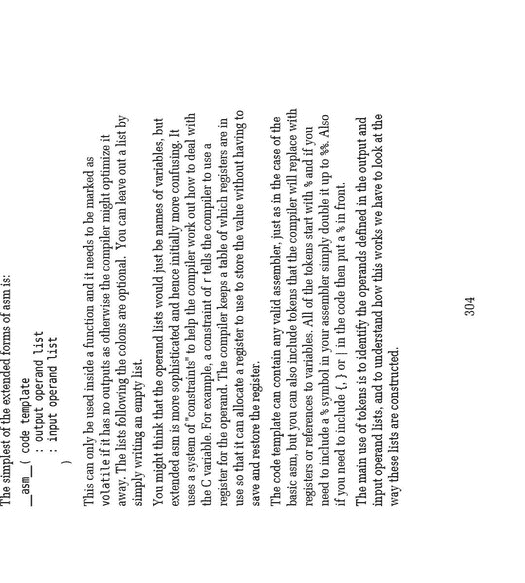 The simplest of the extended forms of asm is:
__asm__( code template
: output operand list
: input operand list
)
This can only be used inside a function and it needs to be marked as
volatile if it has no outputs as otherwise the compiler might optimize it
away. The lists following the colons are optional. You can leave out a list by
simply writing an empty list.
You might think that the operand lists would just be names of variables, but
extended asm is more sophisticated and hence initially more confusing. It
uses a system of "constraints" to help the compiler work out how to deal with
the C variable. For example, a constraint of r tells the compiler to use a
register for the operand. The compiler keeps a table of which registers are in
use so that it can allocate a register to use to store the value without having to
save and restore the register.
The code template can contain any valid assembler, just as in the case of the
basic asm, but you can also include tokens that the compiler will replace with
registers or references to variables. All of the tokens start with % and if you
need to include a % symbol in your assembler simply double it up to %%. Also
if you need to include {, } or | in the code then put a % in front.
The main use of tokens is to identify the operands defined in the output and
input operand lists, and to understand how this works we have to look at the
way these lists are constructed.
304